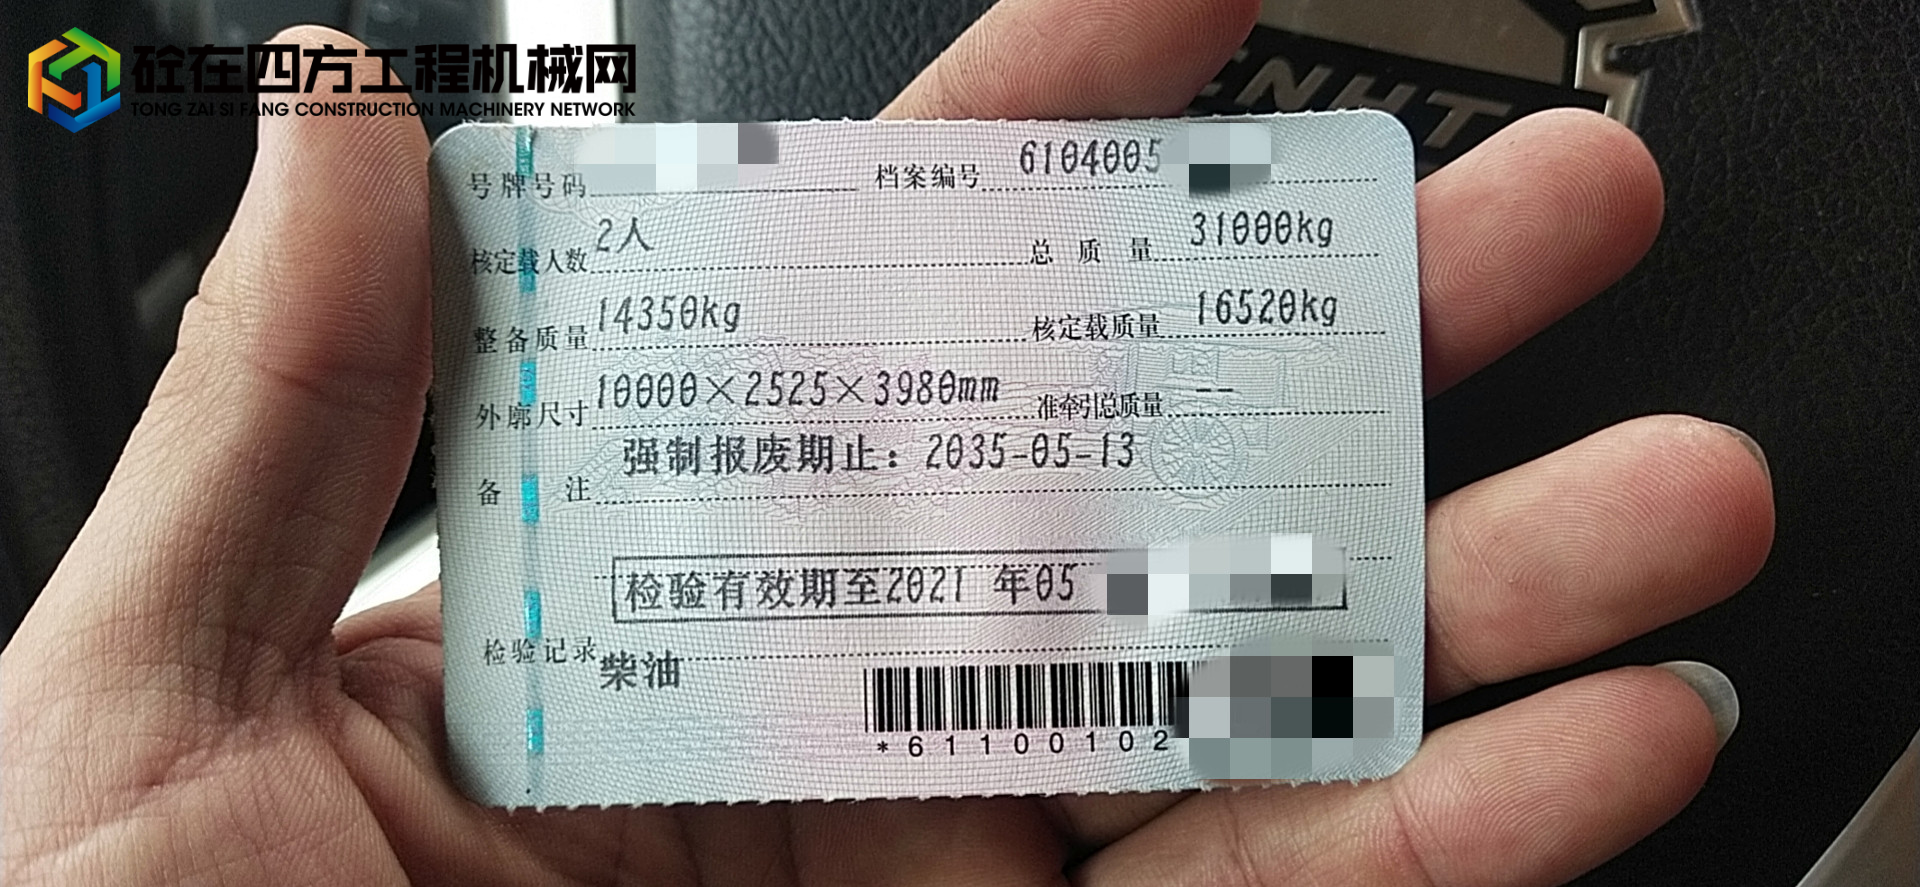 砼在四方工程机械网
TONG ZAI SI FANG CONSTRUCTION MACHINERY NETWORK
号牌号码 档案编号 6104005
核定载人数 2人 总质量 31000kg
整备质量 14350kg 核定载质量 16520kg
外廓尺寸 10000×2525×3980mm 准牵引总质量 --
备注 强制报废期止：2035-05-13
检验有效期至2021 年05
检验记录 柴油
*61100102